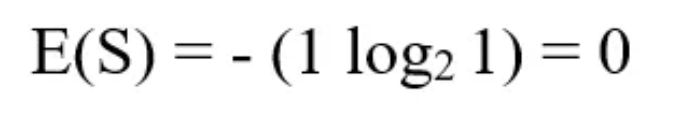 E(S) = - (1 log₂ 1) = 0